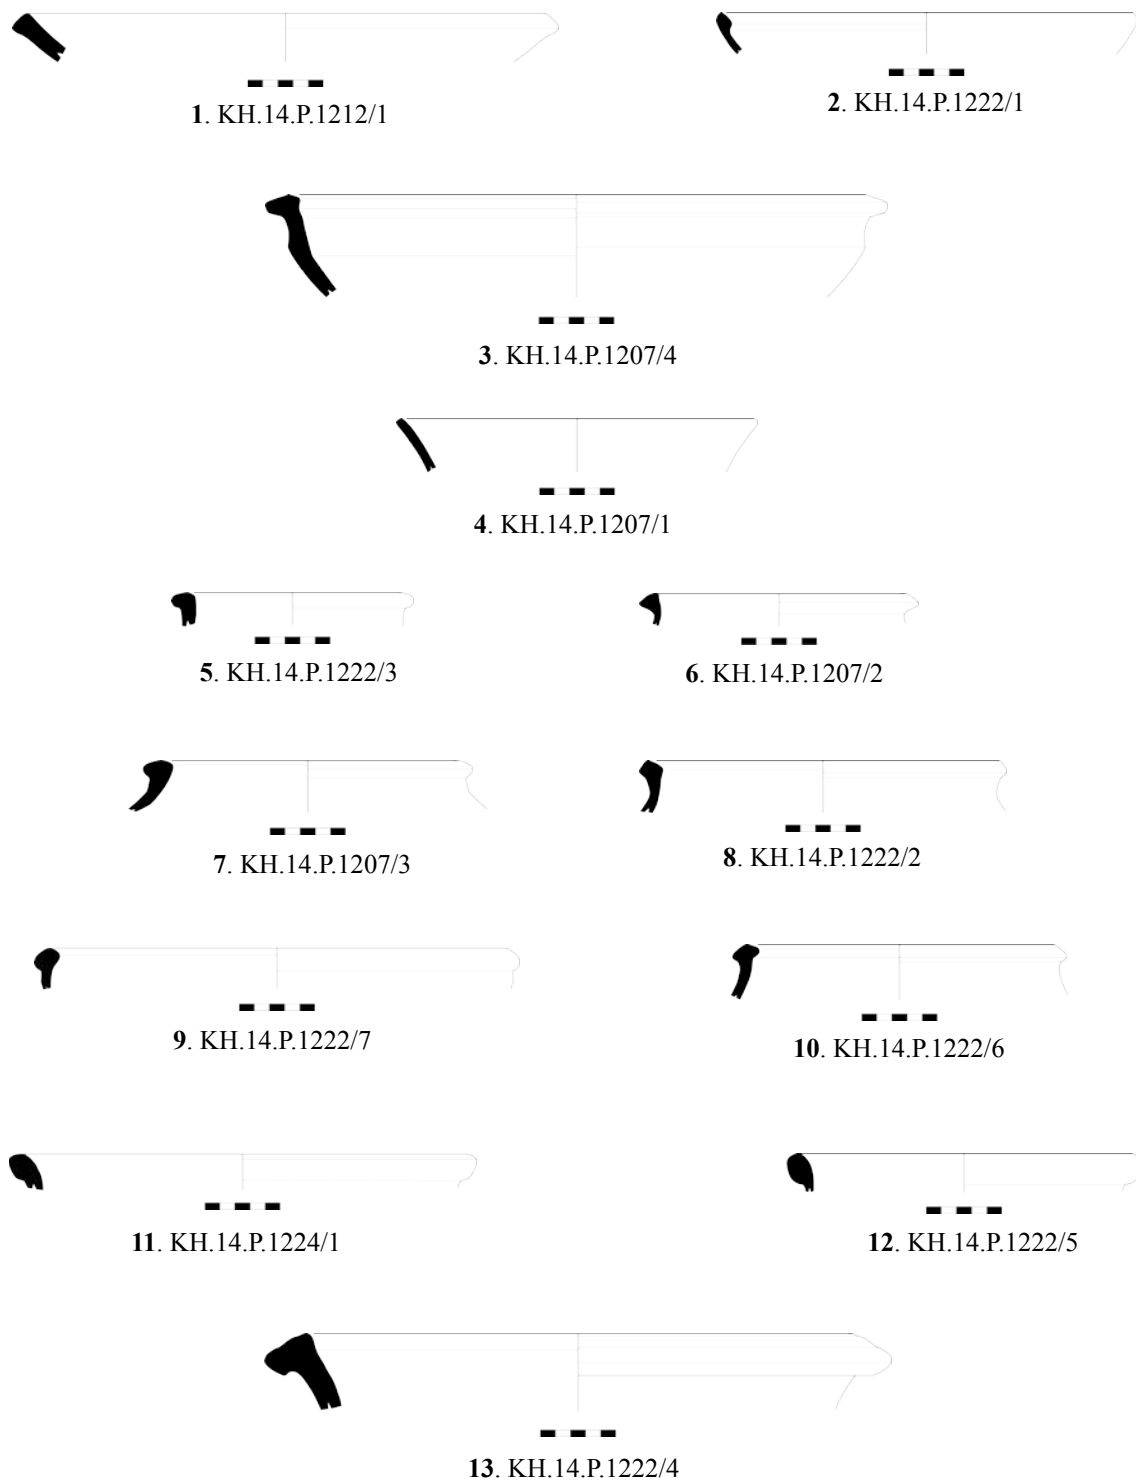 1. KH.14.P.1212/1
2. KH.14.P.1222/1
3. KH.14.P.1207/4
4. KH.14.P.1207/1
5. KH.14.P.1222/3
6. KH.14.P.1207/2
7. KH.14.P.1207/3
8. KH.14.P.1222/2
9. KH.14.P.1222/7
10. KH.14.P.1222/6
11. KH.14.P.1224/1
12. KH.14.P.1222/5
13. KH.14.P.1222/4